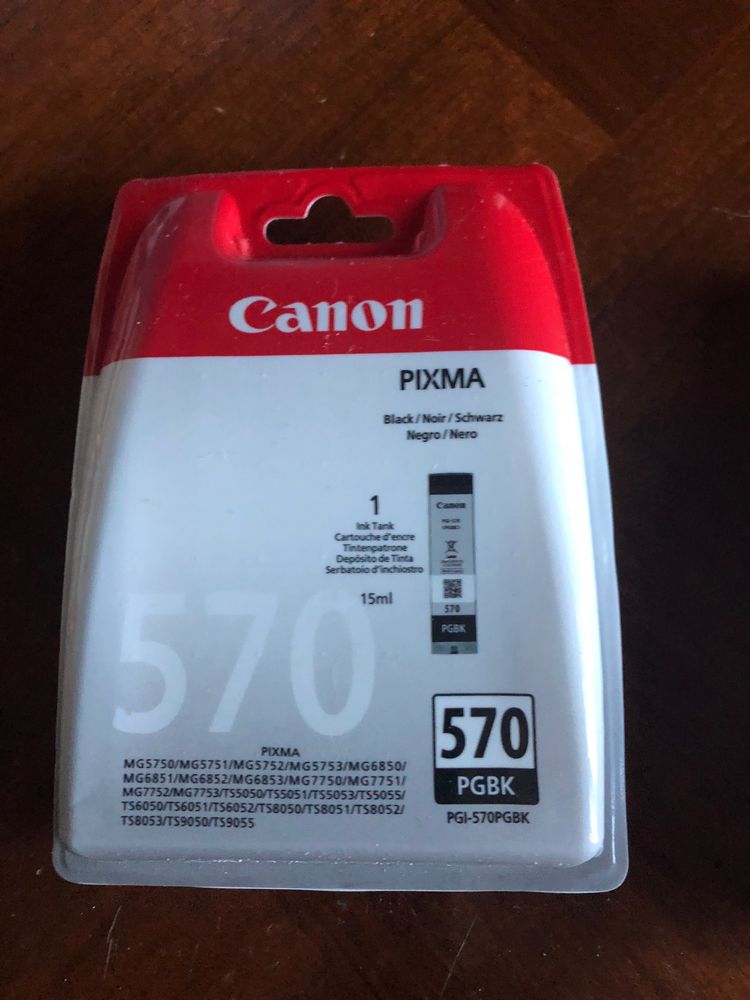 Canon
PIXMA
Black / Noir / Schwarz
Negro / Nero
1
Ink Tank
Cartouche d'encre
Tintenpatrone
Depósito de Tinta
Serbatoio d'inchiostro
15ml
Canon
570
PGBK
570
570
PGBK
PGI-570PGBK
PIXMA
MG5750/MG5751/MG5752/MG5753/MG6850/
MG6851/MG6852/MG6853/MG7750/MG7751/
MG7752/MG7753/TS5050/TS5051/TS5053/TS5055/
TS6050/TS6051/TS6052/TS8050/TS8051/TS8052/
TS8053/TS9050/TS9055